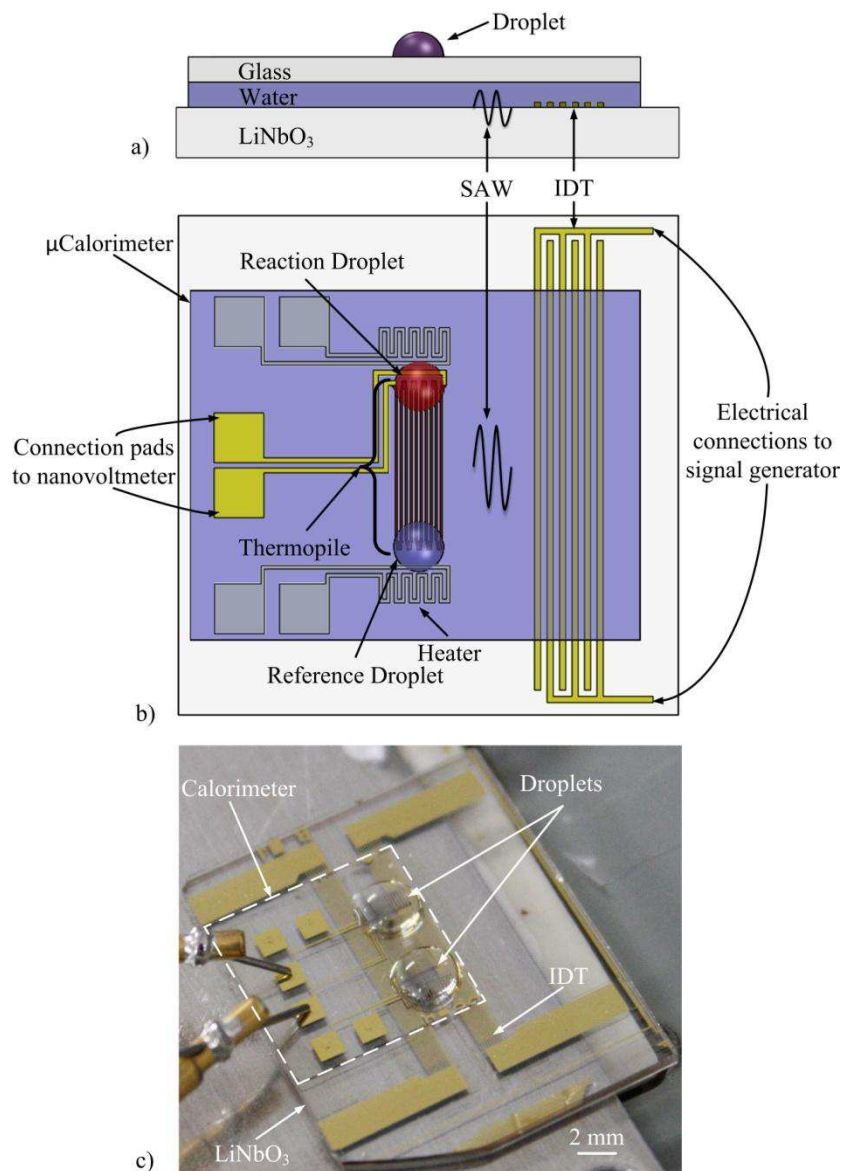 Droplet
Glass
Water
LiNbO₃
a)
SAW
IDT
µCalorimeter
Reaction Droplet
Connection pads
to nanovoltmeter
Electrical
connections to
signal generator
Thermopile
Heater
Reference Droplet
b)
Calorimeter
Droplets
IDT
LiNbO₃
2 mm
c)